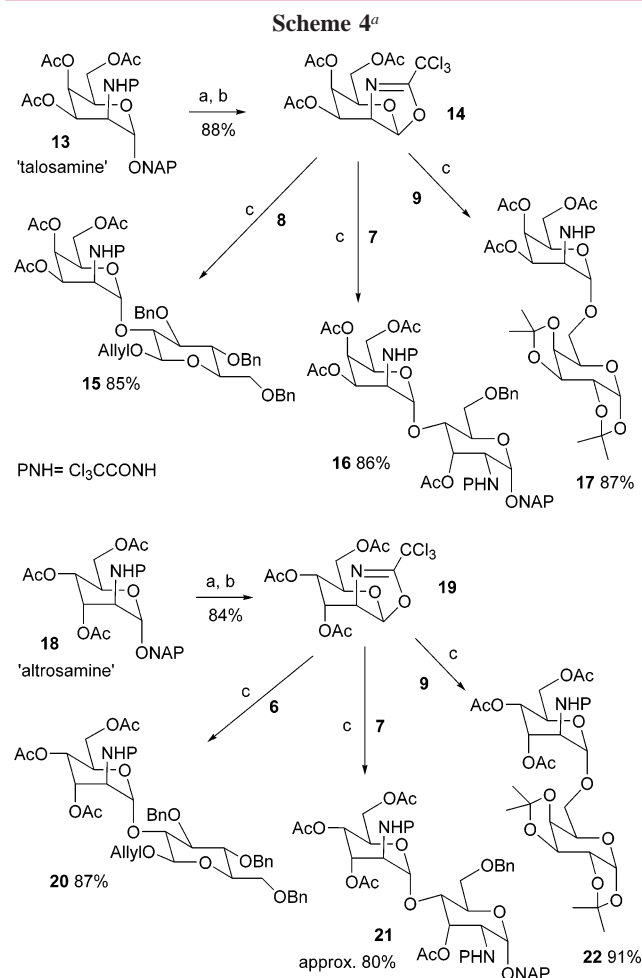 Scheme 4a
AcO OAc
NHP
AcO
O
13
'talosamine'
ONAP
a, b
88%
AcO OAc
CCl3
N
AcO
O
O
14
c 8
c 7
9 c
AcO OAc
NHP
AcO
O
O
BnO
AllylO
O
OBn
OBn
15 85%
AcO OAc
NHP
AcO
O
O
OBn
O
AcO
PHN
ONAP
16 86%
AcO OAc
NHP
AcO
O
O
O
O
O
O
O
17 87%
PNH= Cl3CCONH
OAc
AcO
NHP
O
OAc
ONAP
18
'altrosamine'
a, b
84%
OAc
CCl3
N
AcO
O
O
OAc
19
c 6
c 7
9 c
OAc
AcO
NHP
O
OAc
O
BnO
AllylO
O
OBn
OBn
20 87%
OAc
AcO
NHP
O
OAc
O
OBn
O
AcO
PHN
ONAP
21
approx. 80%
OAc
AcO
NHP
O
OAc
O
O
O
O
O
O
22 91%